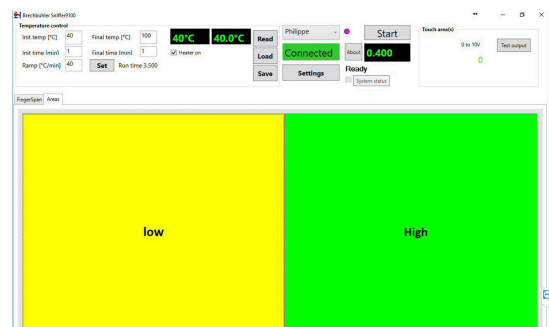 Brechbühler Sniffer9100
Temperature control
Init temp [°C] 40 Final temp [°C] 100
Init time [min] 1 Final time [min] 1
Ramp [°C/min] 40 Set Run time 3.500
40°C 40.0°C
Heater on
Read
Load
Save
Philippe
Connected
Settings
Start
About 0.400
Ready
System status
Touch area(s)
0 to 10V
0
Test output
FingerSpan Areas
low
High